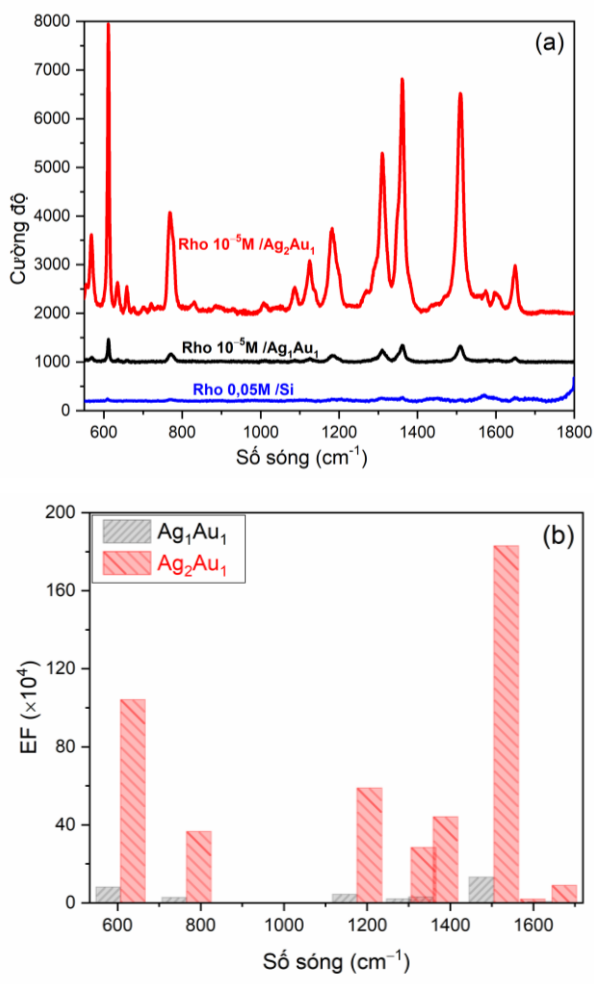 (a)
8000
7000
6000
5000
4000
3000
2000
1000
0
Cường độ
Rho 10⁻⁵M /Ag₂Au₁
Rho 10⁻⁵M /Ag₁Au₁
Rho 0,05M /Si
600 800 1000 1200 1400 1600 1800
Số sóng (cm⁻¹)
(b)
Ag₁Au₁
Ag₂Au₁
200
160
120
80
40
0
EF (×10⁴)
600 800 1000 1200 1400 1600
Số sóng (cm⁻¹)